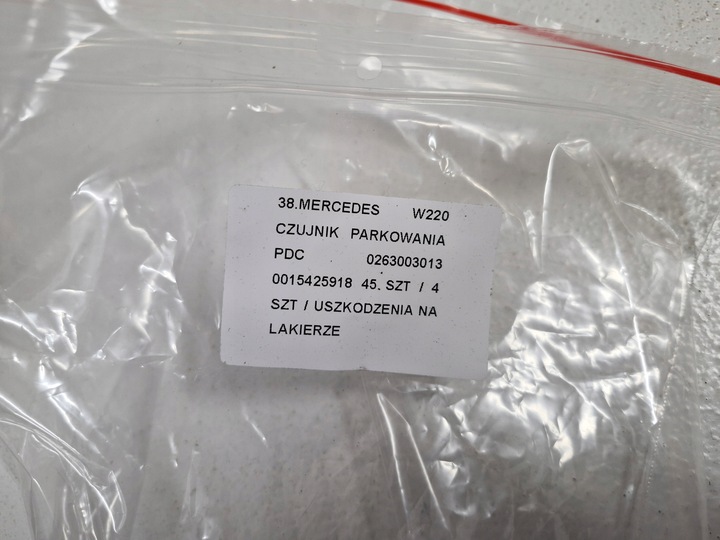 38.MERCEDES W220
CZUJNIK PARKOWANIA
PDC 0263003013
0015425918 45. SZT / 4
SZT / USZKODZENIA NA
LAKIERZE